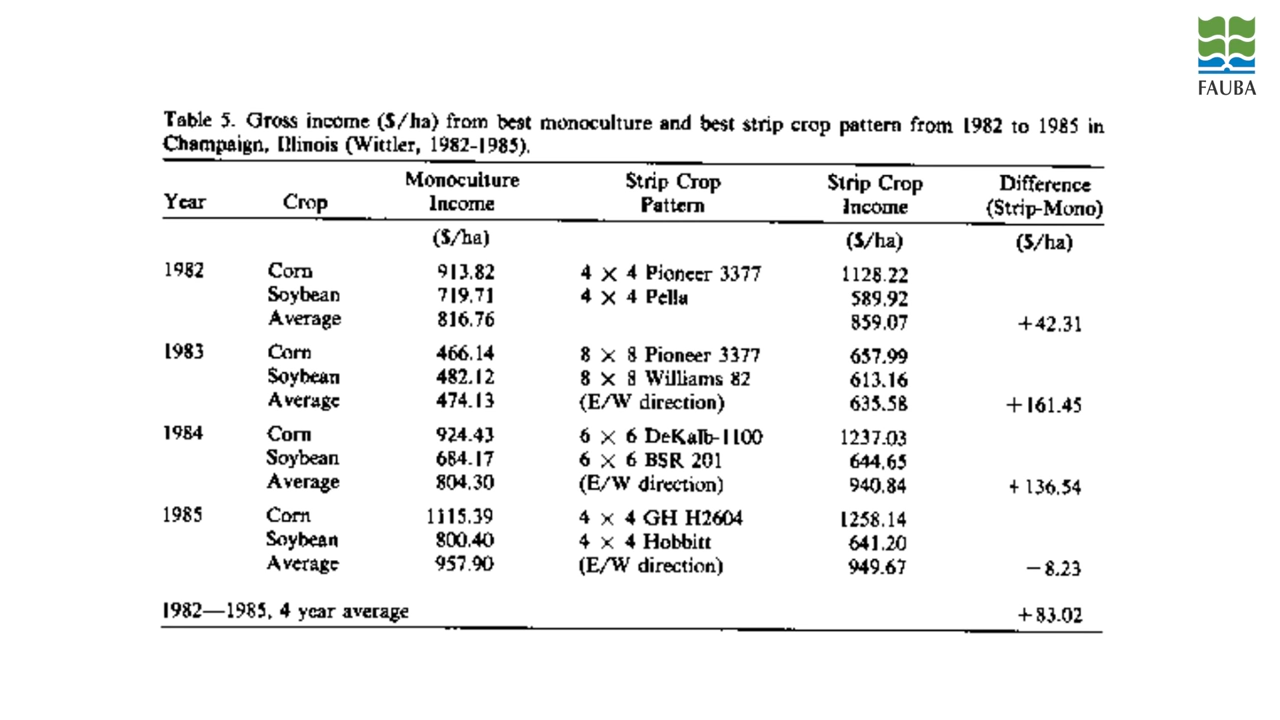 FAUBA
Table 5. Gross income ($/ha) from best monoculture and best strip crop pattern from 1982 to 1985 in
Champaign, Illinois (Wittler, 1982-1985).
Year Crop Monoculture Income Strip Crop Pattern Strip Crop Income Difference (Strip-Mono)
($/ha) ($/ha) ($/ha)
1982 Corn 913.82 4 × 4 Pioneer 3377 1128.22
Soybean 719.71 4 × 4 Pella 589.92
Average 816.76 859.07 +42.31
1983 Corn 466.14 8 × 8 Pioneer 3377 657.99
Soybean 482.12 8 × 8 Williams 82 613.16
Average 474.13 (E/W direction) 635.58 +161.45
1984 Corn 924.43 6 × 6 DeKalb-1100 1237.03
Soybean 684.17 6 × 6 BSR 201 644.65
Average 804.30 (E/W direction) 940.84 +136.54
1985 Corn 1115.39 4 × 4 GH H2604 1258.14
Soybean 800.40 4 × 4 Hobbitt 641.20
Average 957.90 (E/W direction) 949.67 −8.23
1982—1985, 4 year average +83.02